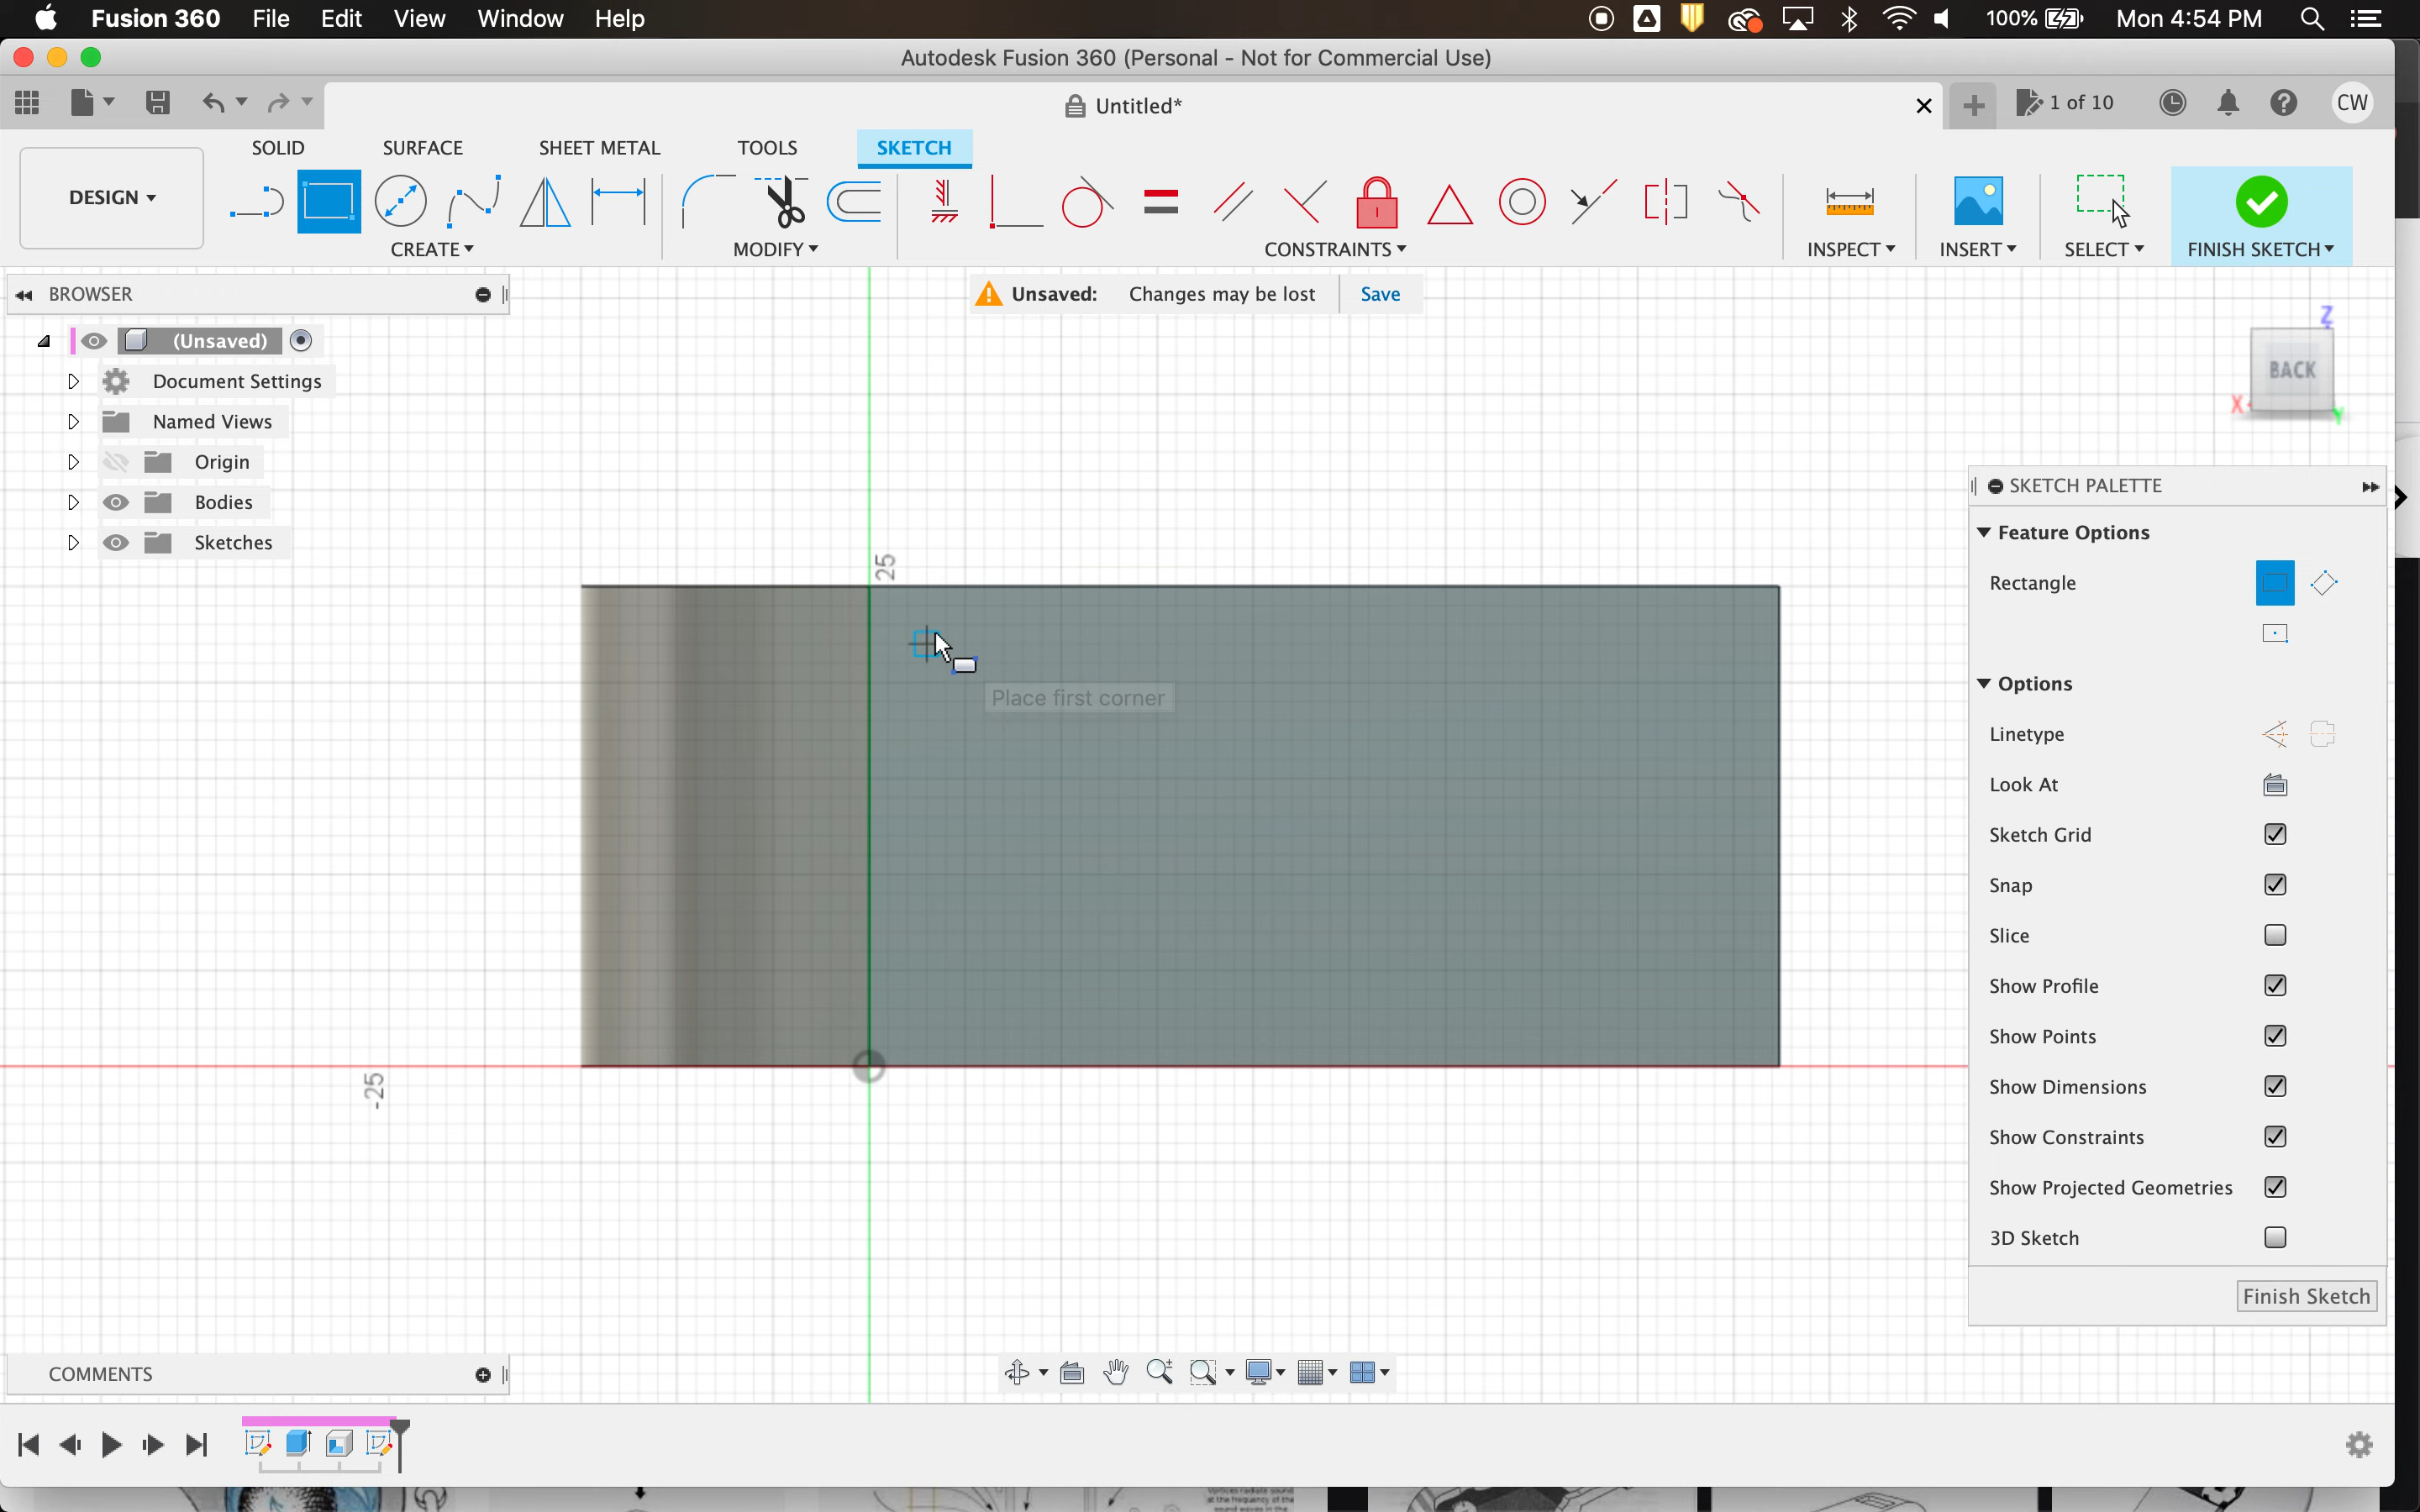 Fusion 360 File Edit View Window Help 100% Mon 4:54 PM
Autodesk Fusion 360 (Personal - Not for Commercial Use)
Untitled* 1 of 10 CW
SOLID SURFACE SHEET METAL TOOLS SKETCH
DESIGN
CREATE MODIFY CONSTRAINTS INSPECT INSERT SELECT FINISH SKETCH
BROWSER
Unsaved: Changes may be lost Save
(Unsaved)
Document Settings
Named Views
Origin
Bodies
Sketches
Z
BACK
X
Y
25
Place first corner
-25
SKETCH PALETTE
Feature Options
Rectangle
Options
Linetype
Look At
Sketch Grid
Snap
Slice
Show Profile
Show Points
Show Dimensions
Show Constraints
Show Projected Geometries
3D Sketch
Finish Sketch
COMMENTS